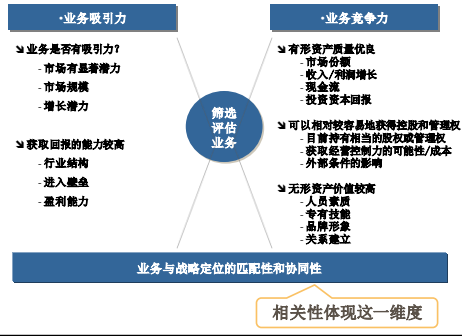 ·业务吸引力
业务是否有吸引力？
- 市场有显著潜力
- 市场规模
- 增长潜力
获取回报的能力较高
- 行业结构
- 进入壁垒
- 盈利能力
筛选
评估
业务
·业务竞争力
有形资产质量优良
- 市场份额
- 收入/利润增长
- 现金流
- 投资资本回报
可以相对较容易地获得控股和管理权
- 目前持有相当的股权或管理权
- 获取经营控制力的可能性/成本
- 外部条件的影响
无形资产价值较高
- 人员素质
- 专有技能
- 品牌形象
- 关系建立
业务与战略定位的匹配性和协同性
相关性体现这一维度